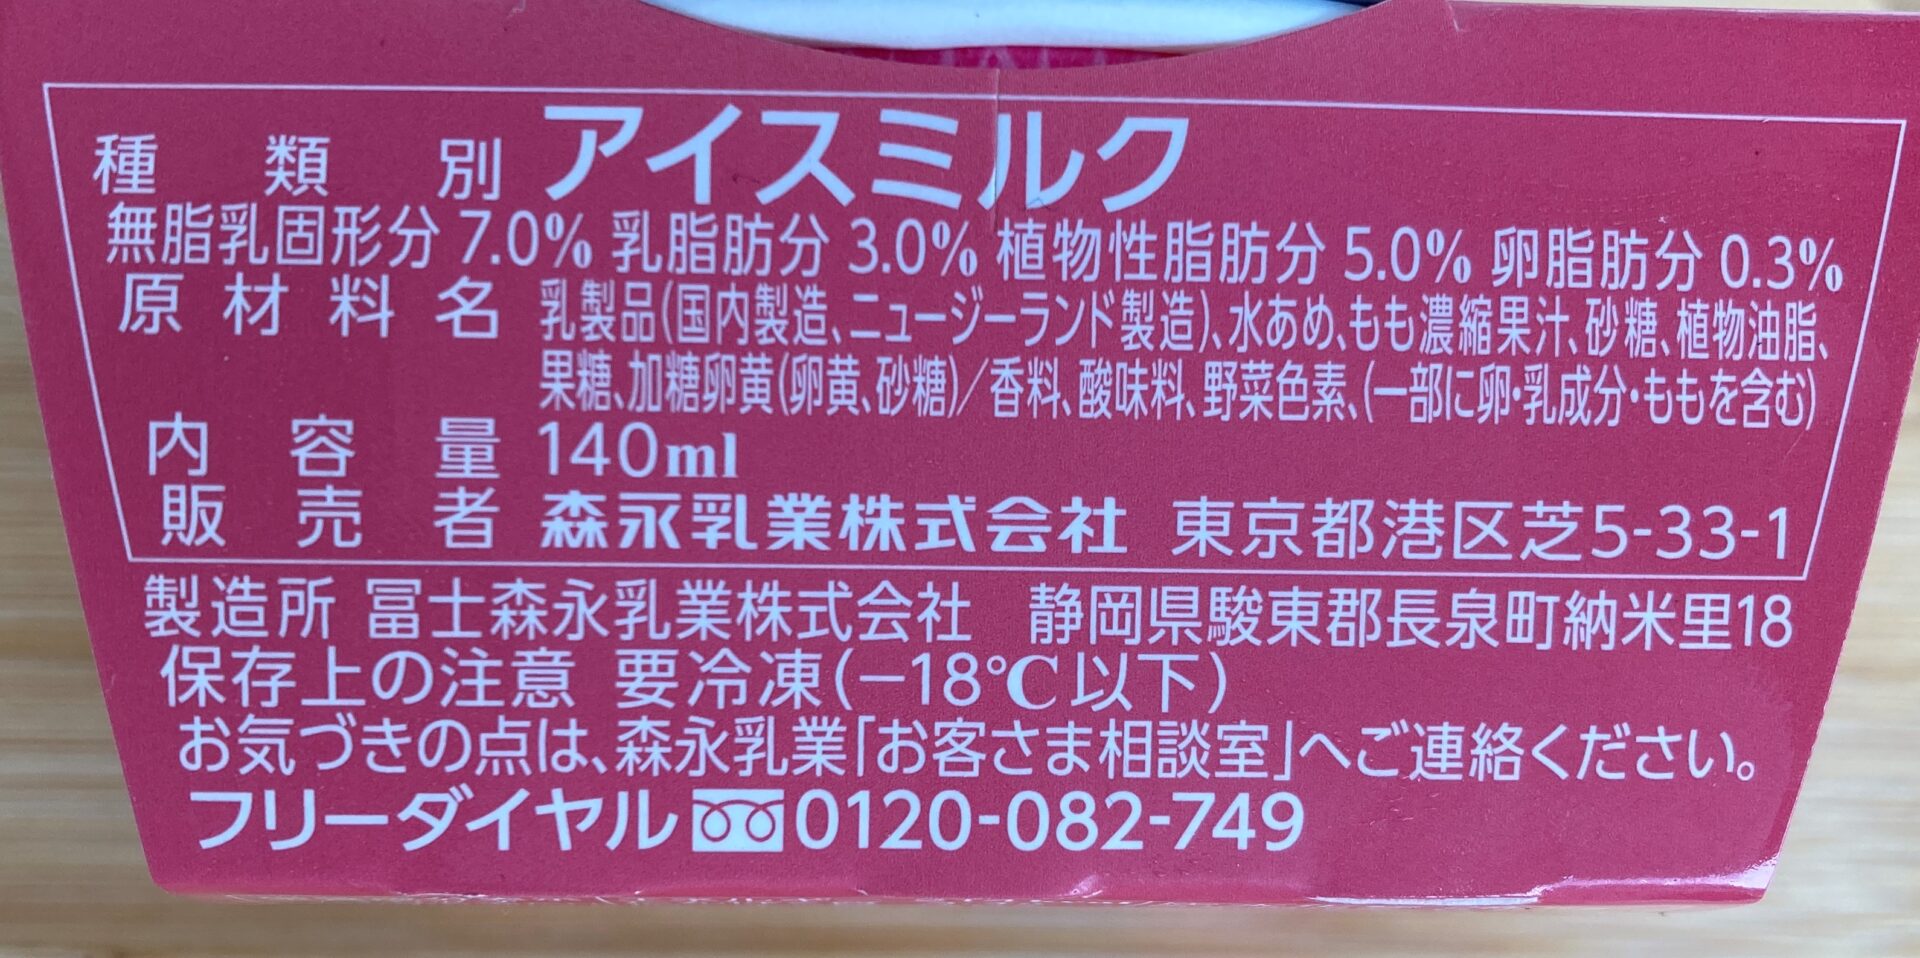 種類別 アイスミルク
無脂乳固形分 7.0% 乳脂肪分 3.0% 植物性脂肪分 5.0% 卵脂肪分 0.3%
原材料名 乳製品(国内製造、ニュージーランド製造)、水あめ、もも濃縮果汁、砂糖、植物油脂、
果糖、加糖卵黄(卵黄、砂糖)/香料、酸味料、野菜色素、(一部に卵・乳成分・ももを含む)
内容量 140ml
販売者 森永乳業株式会社 東京都港区芝5-33-1
製造所 冨士森永乳業株式会社 静岡県駿東郡長泉町納米里18
保存上の注意 要冷凍(−18℃以下)
お気づきの点は、森永乳業「お客さま相談室」へご連絡ください。
フリーダイヤル 0120-082-749